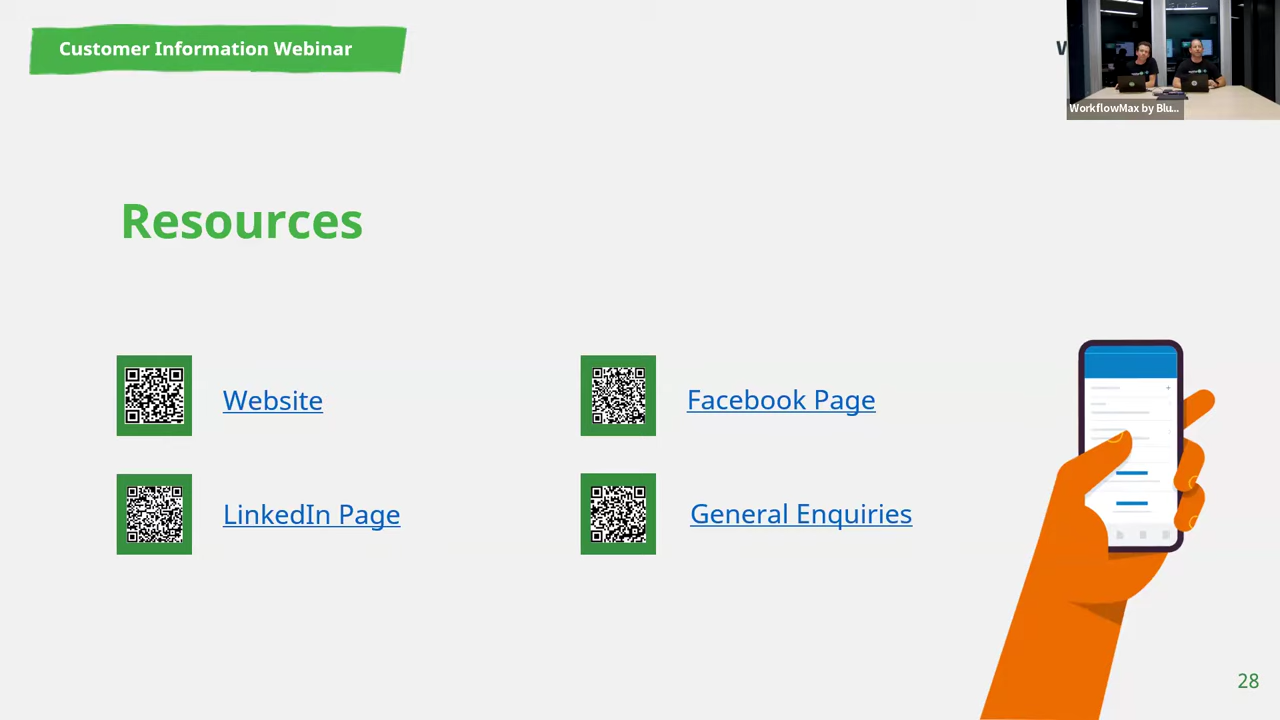 Customer Information Webinar
W
WorkflowMax by Blu...
Resources
Website
Facebook Page
LinkedIn Page
General Enquiries
28